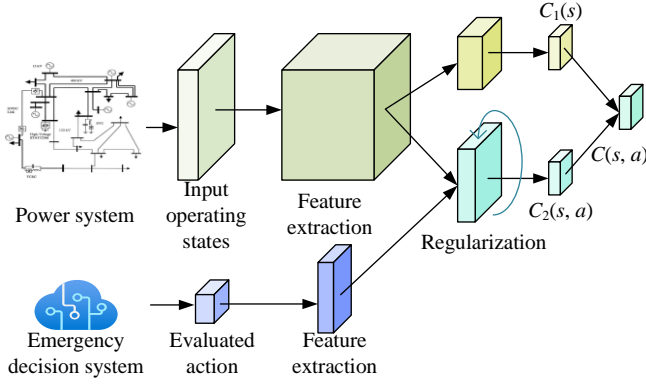 C₁(s)
C(s, a)
C₂(s, a)
Power system
Input
operating
states
Feature
extraction
Regularization
Emergency
decision system
Evaluated
action
Feature
extraction